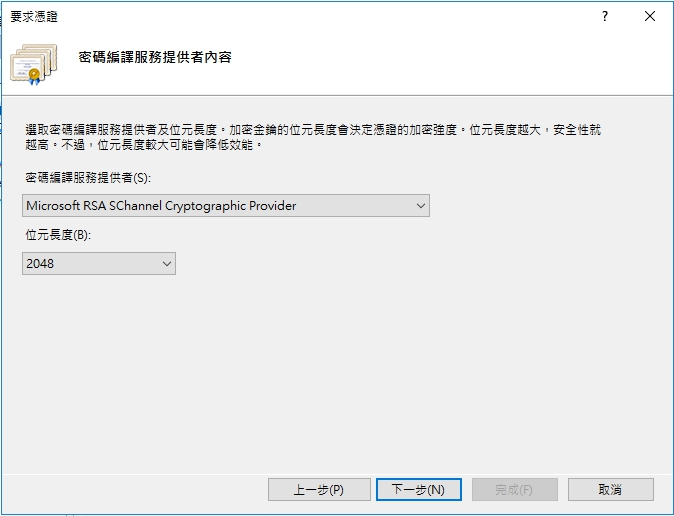 要求憑證
?
密碼編譯服務提供者內容
選取密碼編譯服務提供者及位元長度。加密金鑰的位元長度會決定憑證的加密強度。位元長度越大，安全性就
越高。不過，位元長度較大可能會降低效能。
密碼編譯服務提供者(S):
Microsoft RSA SChannel Cryptographic Provider
位元長度(B):
2048
上一步(P) 下一步(N) 完成(F) 取消